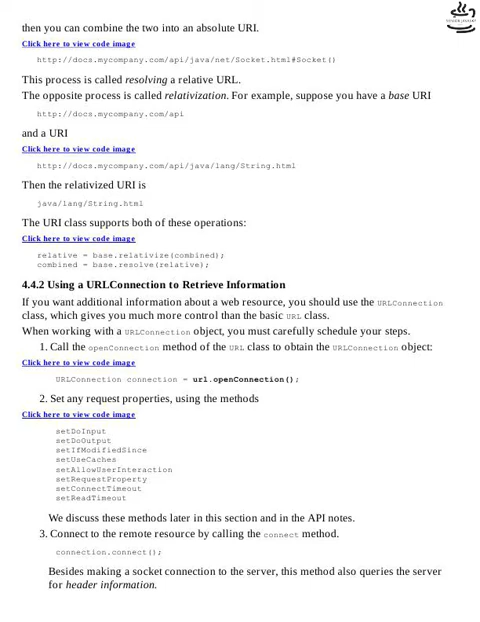 then you can combine the two into an absolute URI.
Click here to view code image
http://docs.mycompany.com/api/java/net/Socket.html#Socket()
This process is called resolving a relative URL.
The opposite process is called relativization. For example, suppose you have a base URI
http://docs.mycompany.com/api
and a URI
Click here to view code image
http://docs.mycompany.com/api/java/lang/String.html
Then the relativized URI is
java/lang/String.html
The URI class supports both of these operations:
Click here to view code image
relative = base.relativize(combined);
combined = base.resolve(relative);
4.4.2 Using a URLConnection to Retrieve Information
If you want additional information about a web resource, you should use the URLConnection
class, which gives you much more control than the basic URL class.
When working with a URLConnection object, you must carefully schedule your steps.
1. Call the openConnection method of the URL class to obtain the URLConnection object:
Click here to view code image
URLConnection connection = url.openConnection();
2. Set any request properties, using the methods
Click here to view code image
setDoInput
setDoOutput
setIfModifiedSince
setUseCaches
setAllowUserInteraction
setRequestProperty
setConnectTimeout
setReadTimeout
We discuss these methods later in this section and in the API notes.
3. Connect to the remote resource by calling the connect method.
connection.connect();
Besides making a socket connection to the server, this method also queries the server
for header information.